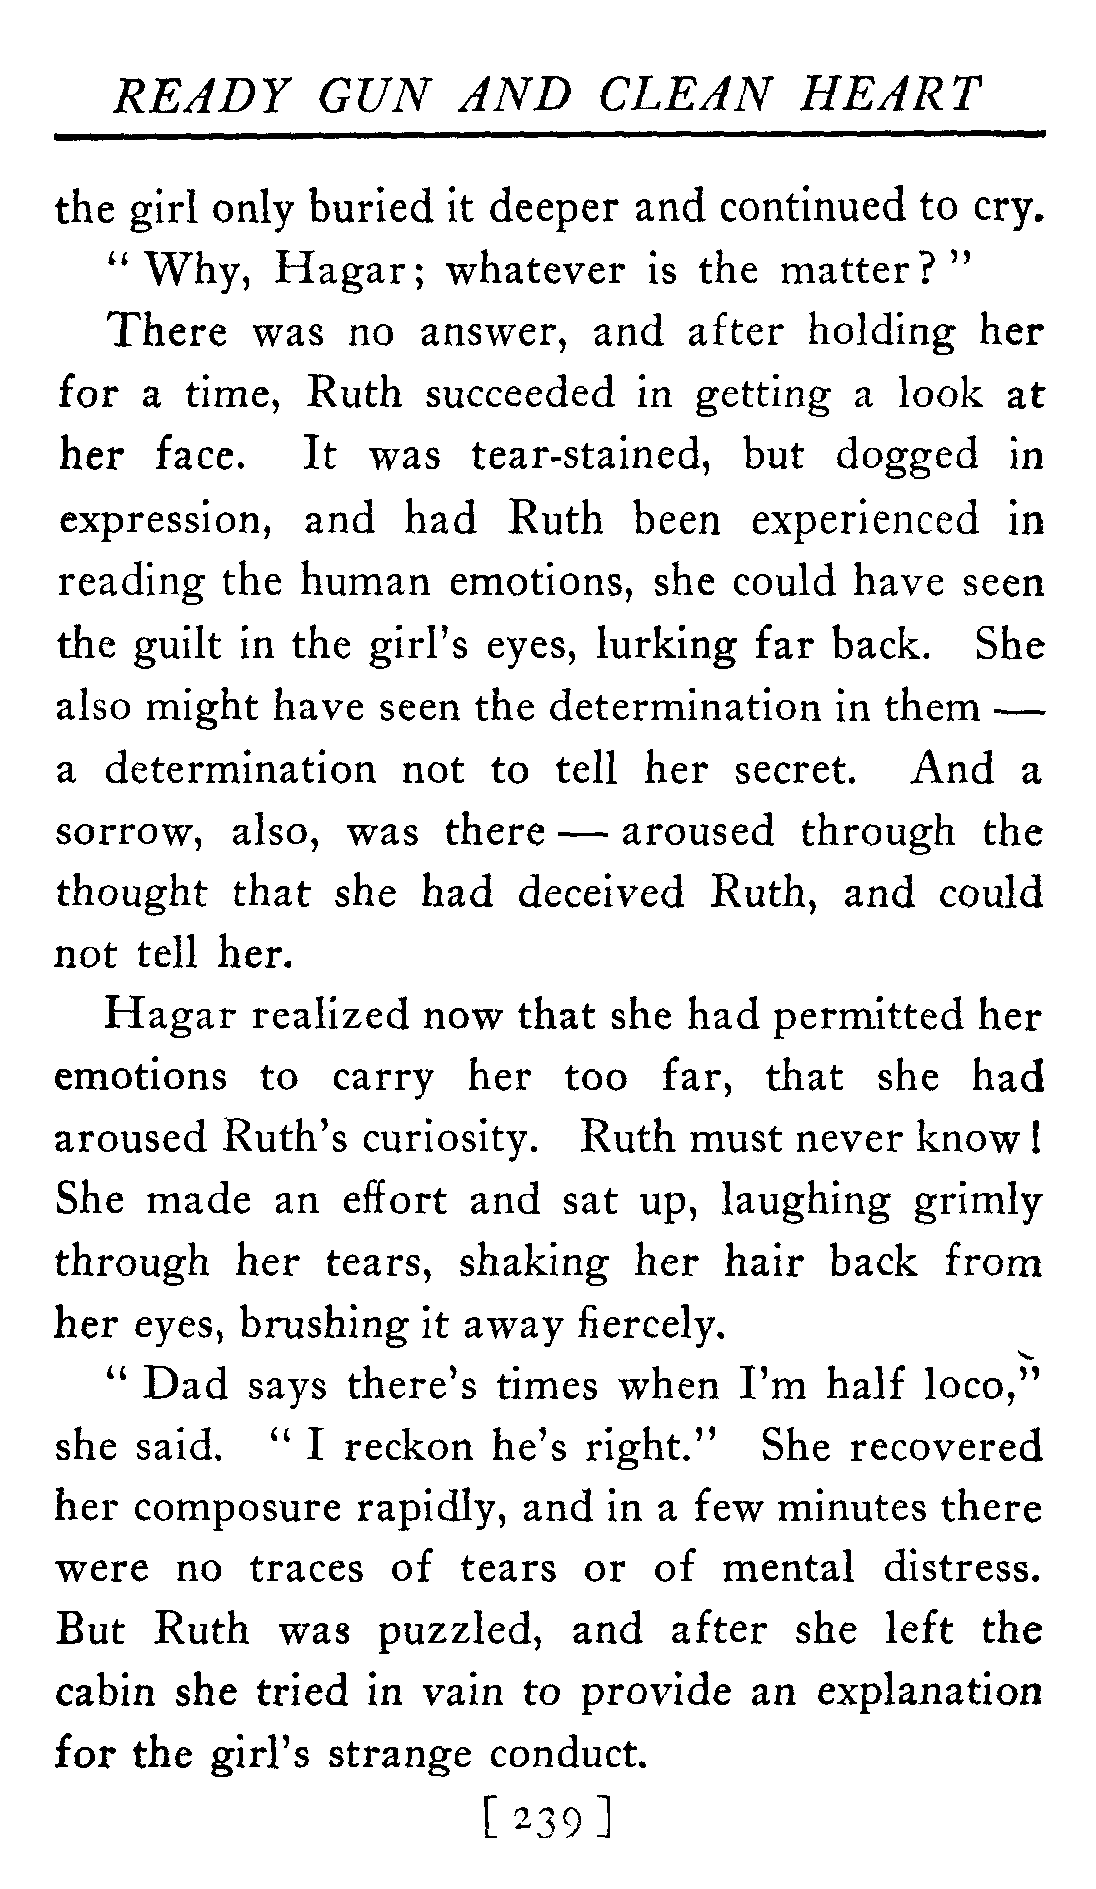 READY GUN AND CLEAN HEART
the girl only buried it deeper and continued to cry.
" Why, Hagar; whatever is the matter? "
There was no answer, and after holding her
for a time, Ruth succeeded in getting a look at
her face. It was tear-stained, but dogged in
expression, and had Ruth been experienced in
reading the human emotions, she could have seen
the guilt in the girl's eyes, lurking far back. She
also might have seen the determination in them —
a determination not to tell her secret. And a
sorrow, also, was there — aroused through the
thought that she had deceived Ruth, and could
not tell her.
Hagar realized now that she had permitted her
emotions to carry her too far, that she had
aroused Ruth's curiosity. Ruth must never know!
She made an effort and sat up, laughing grimly
through her tears, shaking her hair back from
her eyes, brushing it away fiercely.
" Dad says there's times when I'm half loco,"
she said. " I reckon he's right." She recovered
her composure rapidly, and in a few minutes there
were no traces of tears or of mental distress.
But Ruth was puzzled, and after she left the
cabin she tried in vain to provide an explanation
for the girl's strange conduct.
[ 239 ]